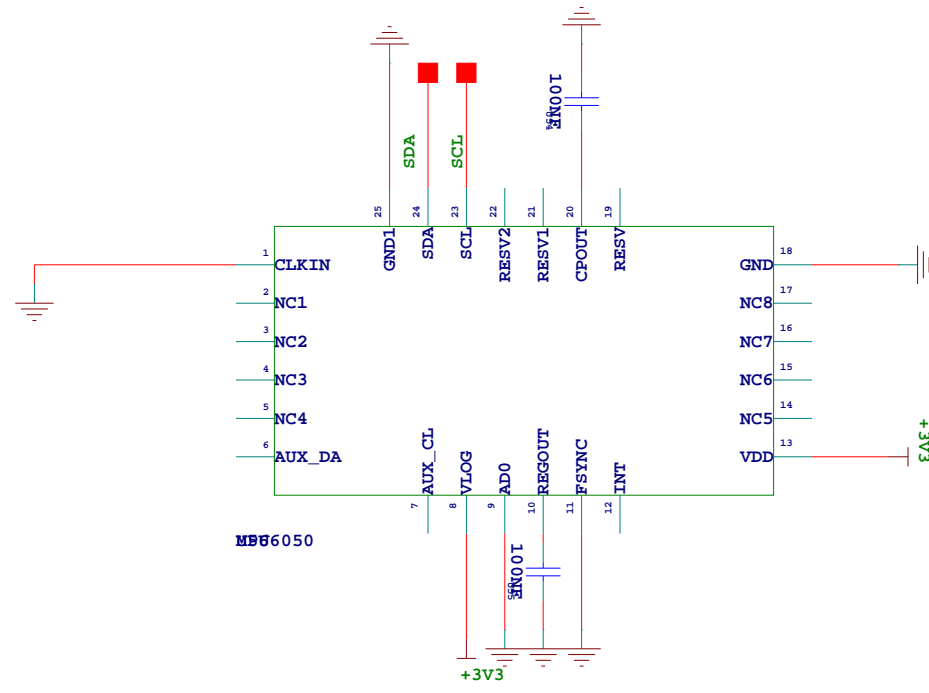 100NF
SDA
SCL
25
24
23
22
21
20
19
GND1
SDA
SCL
RESV2
RESV1
CPOUT
RESV
1
CLKIN
2
NC1
3
NC2
4
NC3
5
NC4
6
AUX_DA
18
GND
17
NC8
16
NC7
15
NC6
14
NC5
13
VDD
+3V3
AUX_CL
VLOG
AD0
REGOUT
FSYNC
INT
7
8
9
10
11
12
100NF
+3V3